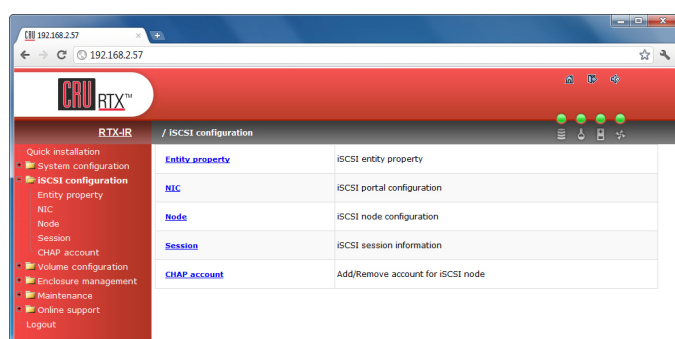 CRU 192.168.2.57
192.168.2.57
CRU RTX™
RTX-IR
/ iSCSI configuration
Quick installation
System configuration
iSCSI configuration
Entity property
NIC
Node
Session
CHAP account
Volume configuration
Enclosure management
Maintenance
Online support
Logout
Entity property iSCSI entity property
NIC iSCSI portal configuration
Node iSCSI node configuration
Session iSCSI session information
CHAP account Add/Remove account for iSCSI node